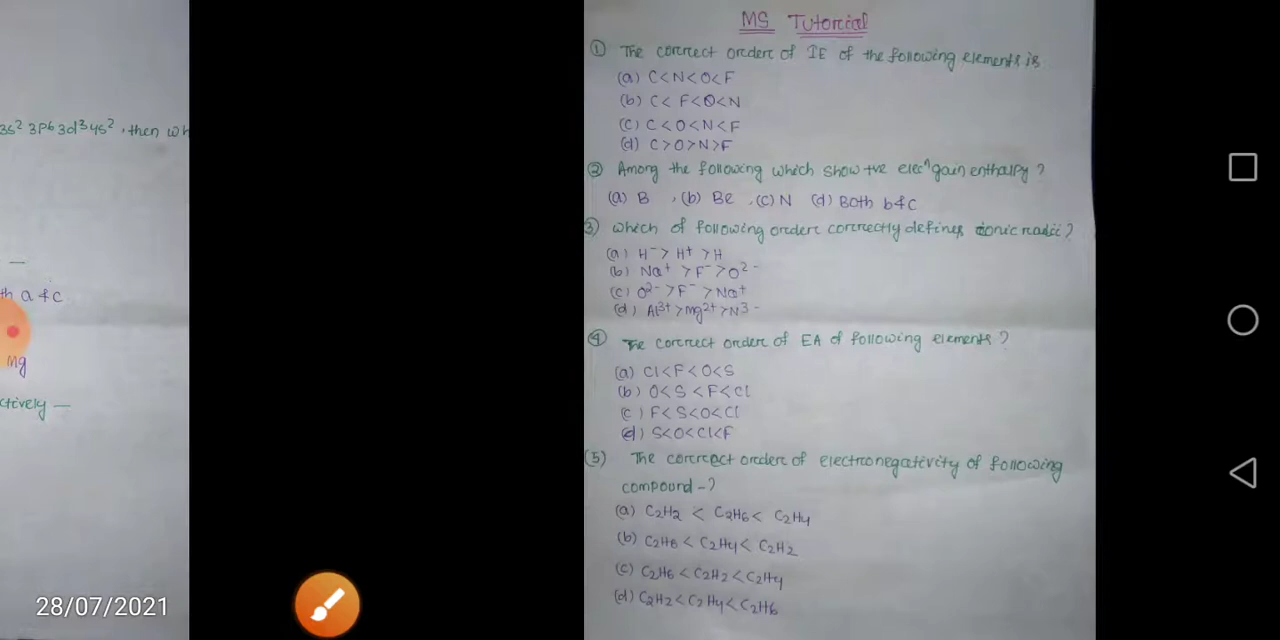 3s² 3p⁶ 3d³ 4s², then wh
—
th a & c
Mg
ctively —
28/07/2021
MS Tutorial
① The correct order of IE of the following elements is
(a) C<N<O<F
(b) C< F<O<N
(c) C<O<N<F
(d) C>O>N>F
② Among the following which show +ve elecⁿ gain enthalpy?
(a) B , (b) Be , (c) N (d) Both b&c
③ Which of following order correctly defines ionic radii?
(a) H⁻ > H⁺ > H
(b) Na⁺ > F⁻ > O²⁻
(c) O²⁻ > F⁻ > Na⁺
(d) Al³⁺ > Mg²⁺ > N³⁻
④ The correct order of EA of following elements?
(a) Cl<F<O<S
(b) O<S<F<Cl
(c) F<S<O<Cl
(d) S<O<Cl<F
(5) The correct order of electronegativity of following
compound -?
(a) C2H2 < C2H6 < C2H4
(b) C2H6 < C2H4 < C2H2
(c) C2H6 < C2H2 < C2H4
(d) C2H2 < C2H4 < C2H6